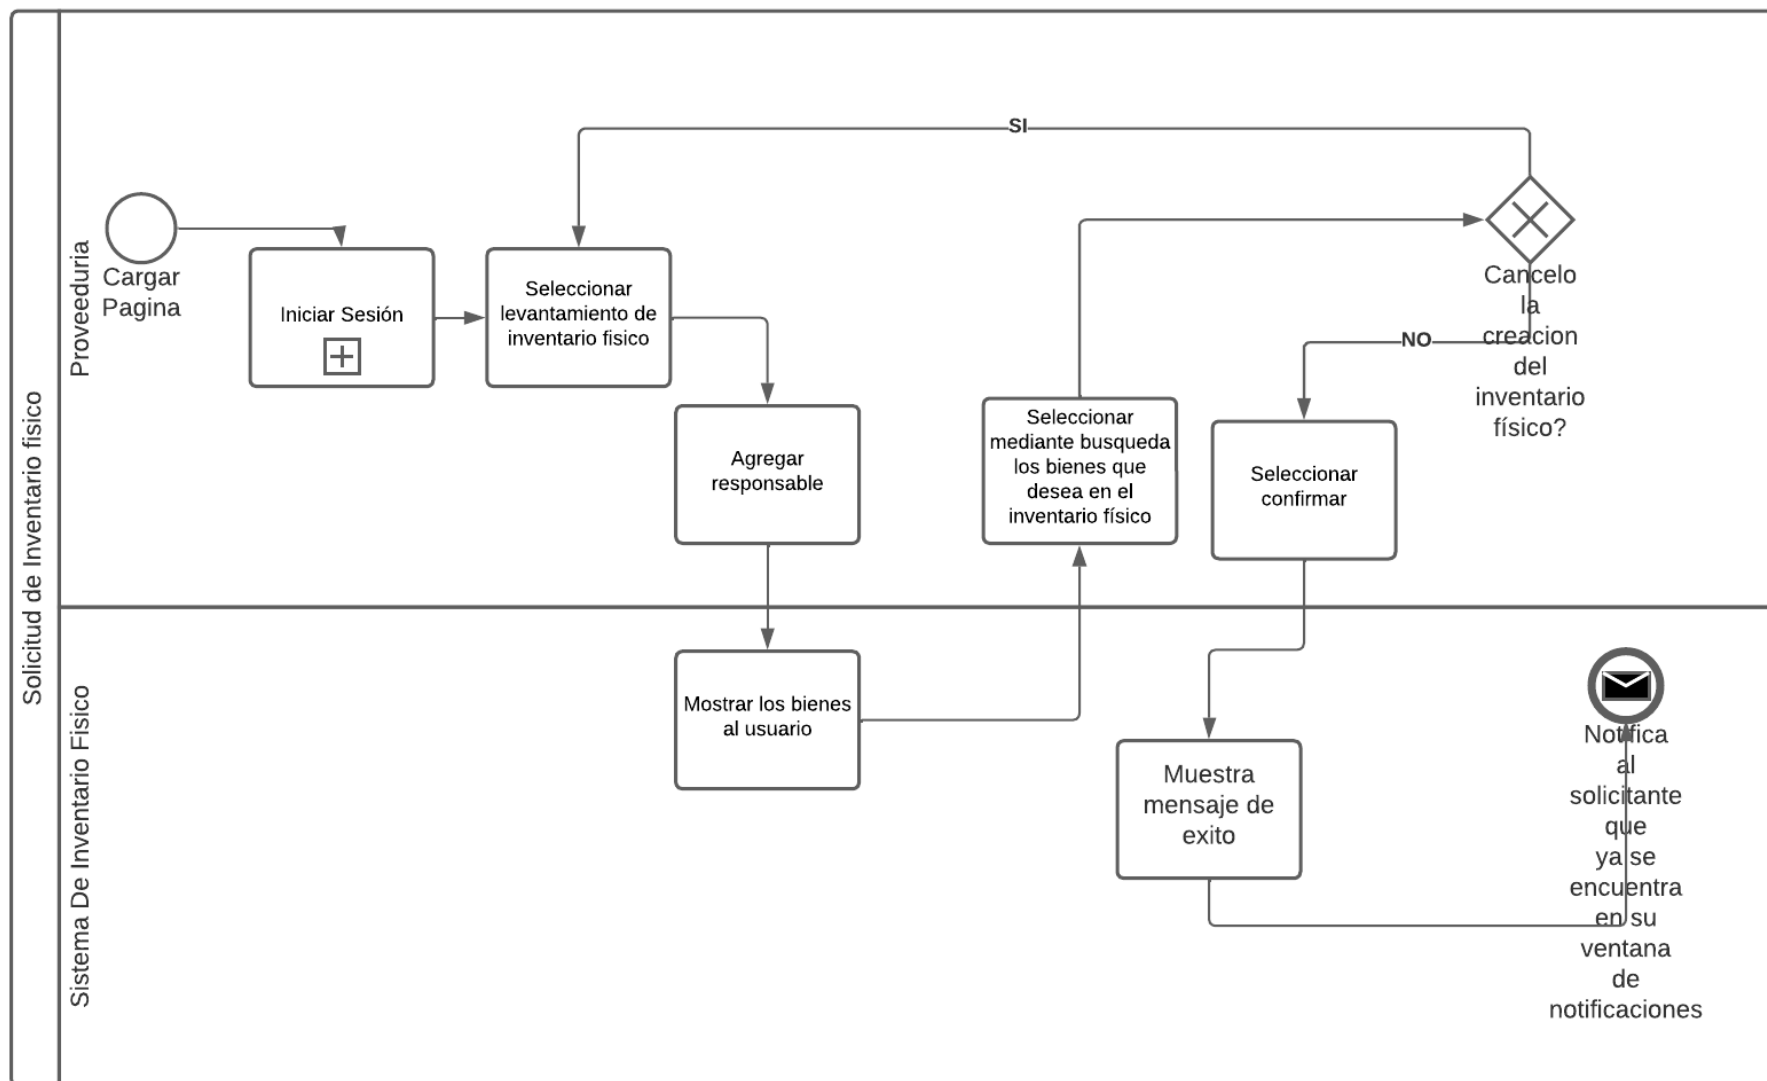 Solicitud de Inventario fisico
Proveeduria
Cargar
Pagina
Iniciar Sesión
Seleccionar
levantamiento de
inventario fisico
Agregar
responsable
SI
Seleccionar
mediante busqueda
los bienes que
desea en el
inventario físico
Cancelo
la
creacion
del
inventario
físico?
NO
Seleccionar
confirmar
Sistema De Inventario Fisico
Mostrar los bienes
al usuario
Muestra
mensaje de
exito
Notifica
al
solicitante
que
ya se
encuentra
en su
ventana
de
notificaciones